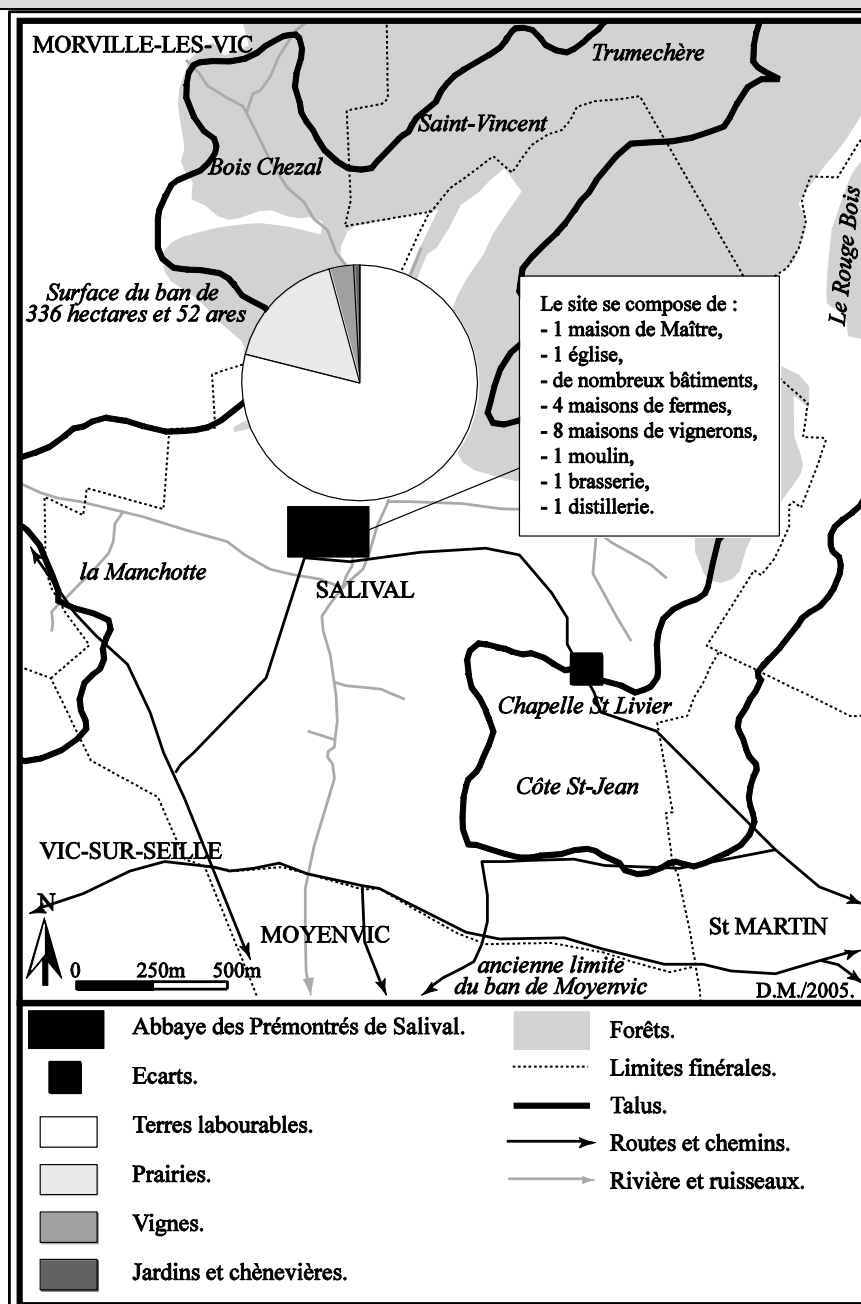 MORVILLE-LES-VIC
Trumechère
Saint-Vincent
Bois Chezal
Le Rouge Bois
Surface du ban de
336 hectares et 52 ares
Le site se compose de :
- 1 maison de Maître,
- 1 église,
- de nombreux bâtiments,
- 4 maisons de fermes,
- 8 maisons de vignerons,
- 1 moulin,
- 1 brasserie,
- 1 distillerie.
la Manchotte
SALIVAL
Chapelle St Livier
Côte St-Jean
VIC-SUR-SEILLE
N
MOYENVIC
St MARTIN
0 250m 500m
ancienne limite
du ban de Moyenvic
D.M./2005.
Abbaye des Prémontrés de Salival.
Ecarts.
Terres labourables.
Prairies.
Vignes.
Jardins et chènevières.
Forêts.
Limites finérales.
Talus.
Routes et chemins.
Rivière et ruisseaux.